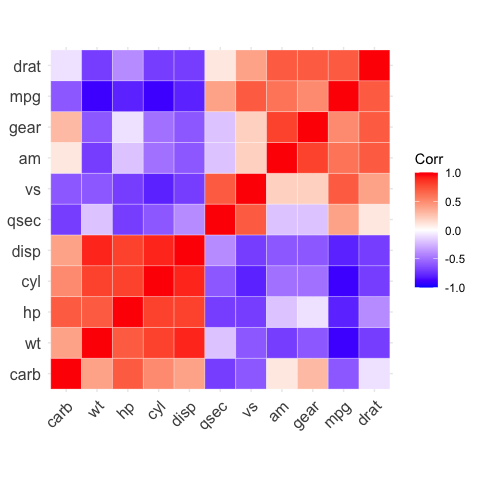 drat
mpg
gear
am
vs
qsec
disp
cyl
hp
wt
carb
carb wt hp cyl disp qsec vs am gear mpg drat
Corr
1.0
0.5
0.0
-0.5
-1.0